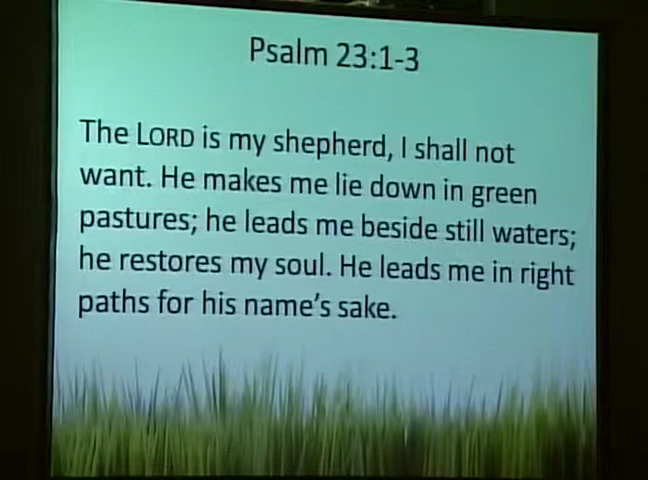 Psalm 23:1-3
The LORD is my shepherd, I shall not
want. He makes me lie down in green
pastures; he leads me beside still waters;
he restores my soul. He leads me in right
paths for his name's sake.